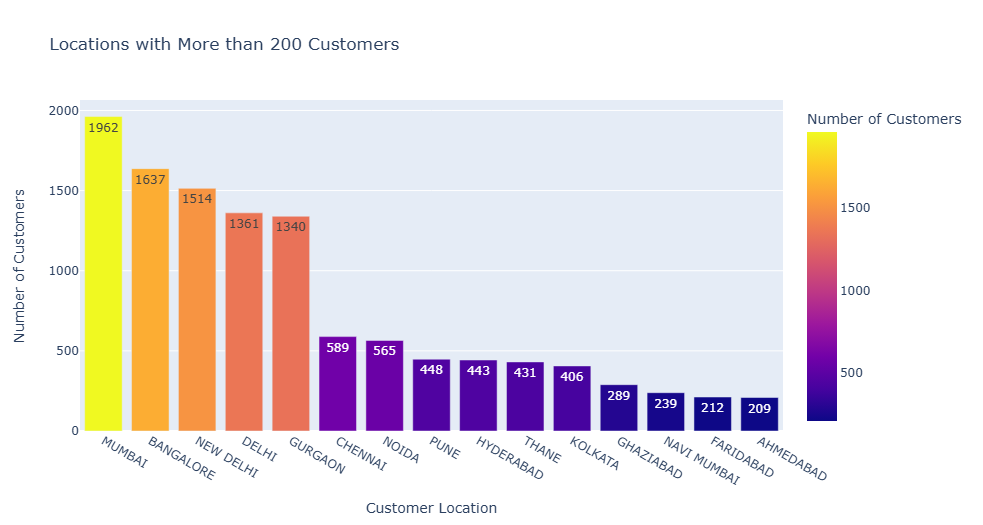 Locations with More than 200 Customers
Number of Customers
2000
1500
1000
500
0
1962
1637
1514
1361
1340
589
565
448
443
431
406
289
239
212
209
MUMBAI
BANGALORE
NEW DELHI
DELHI
GURGAON
CHENNAI
NOIDA
PUNE
HYDERABAD
THANE
KOLKATA
GHAZIABAD
NAVI MUMBAI
FARIDABAD
AHMEDABAD
Customer Location
Number of Customers
1500
1000
500